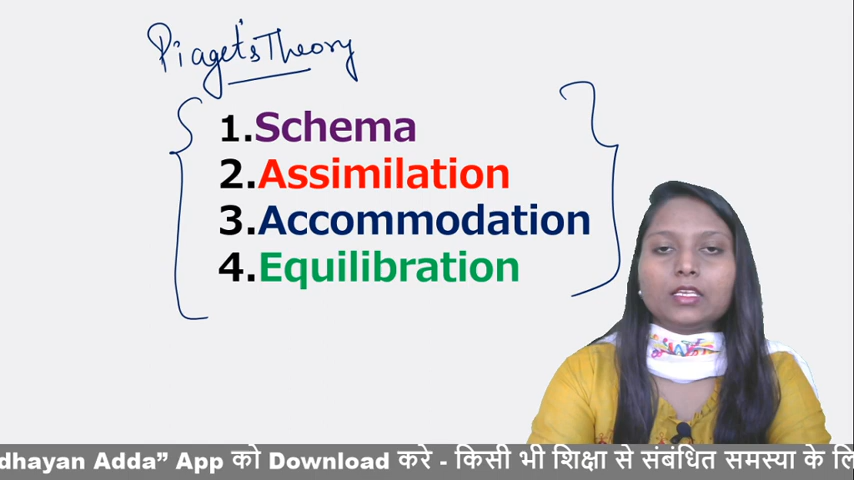 Piaget's Theory
1.Schema
2.Assimilation
3.Accommodation
4.Equilibration
dhayan Adda” App को Download करे - किसी भी शिक्षा से संबंधित समस्या के लि